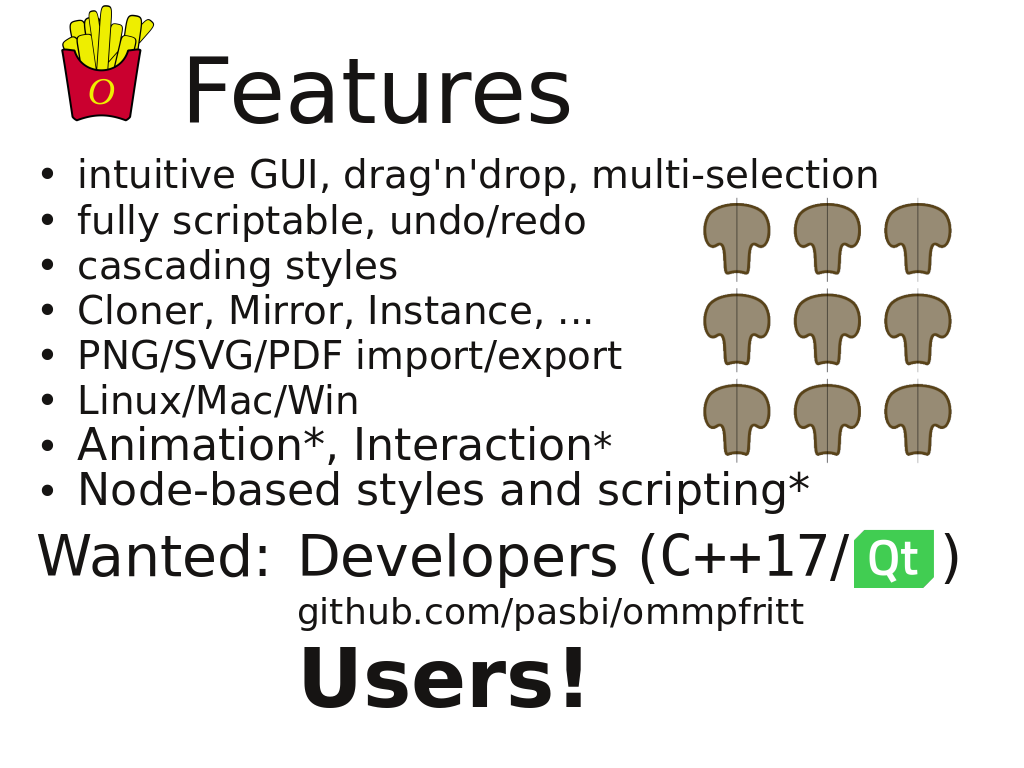 O
Features
• intuitive GUI, drag'n'drop, multi-selection
• fully scriptable, undo/redo
• cascading styles
• Cloner, Mirror, Instance, ...
• PNG/SVG/PDF import/export
• Linux/Mac/Win
• Animation*, Interaction*
• Node-based styles and scripting*
Wanted: Developers (C++17/Qt)
github.com/pasbi/ommpfritt
Users!